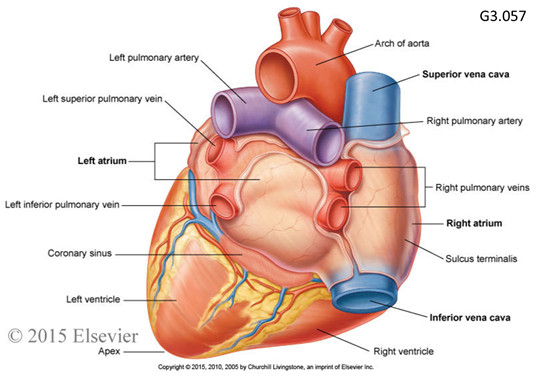 G3.057
Arch of aorta
Left pulmonary artery
Superior vena cava
Left superior pulmonary vein
Right pulmonary artery
Left atrium
Right pulmonary veins
Left inferior pulmonary vein
Right atrium
Coronary sinus
Sulcus terminalis
Left ventricle
Inferior vena cava
© 2015 Elsevier
Apex
Right ventricle
Copyright © 2015, 2010, 2005 by Churchill Livingstone, an imprint of Elsevier Inc.